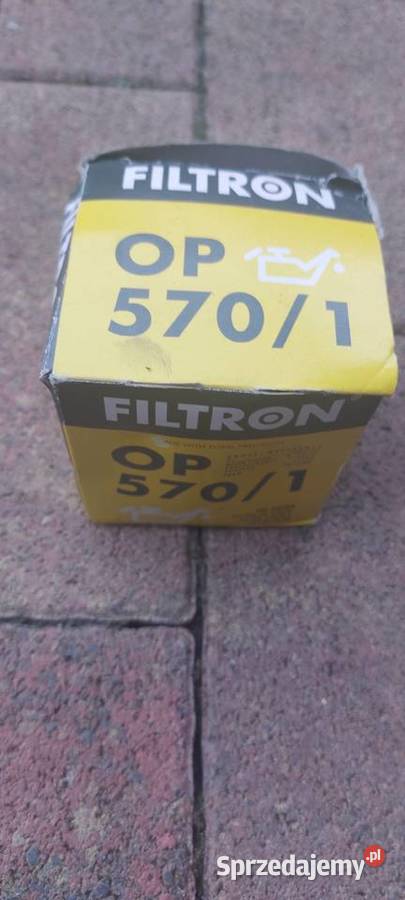 FILTRON
OP
570/1
FILTRON
OP
570/1
Sprzedajemy.pl